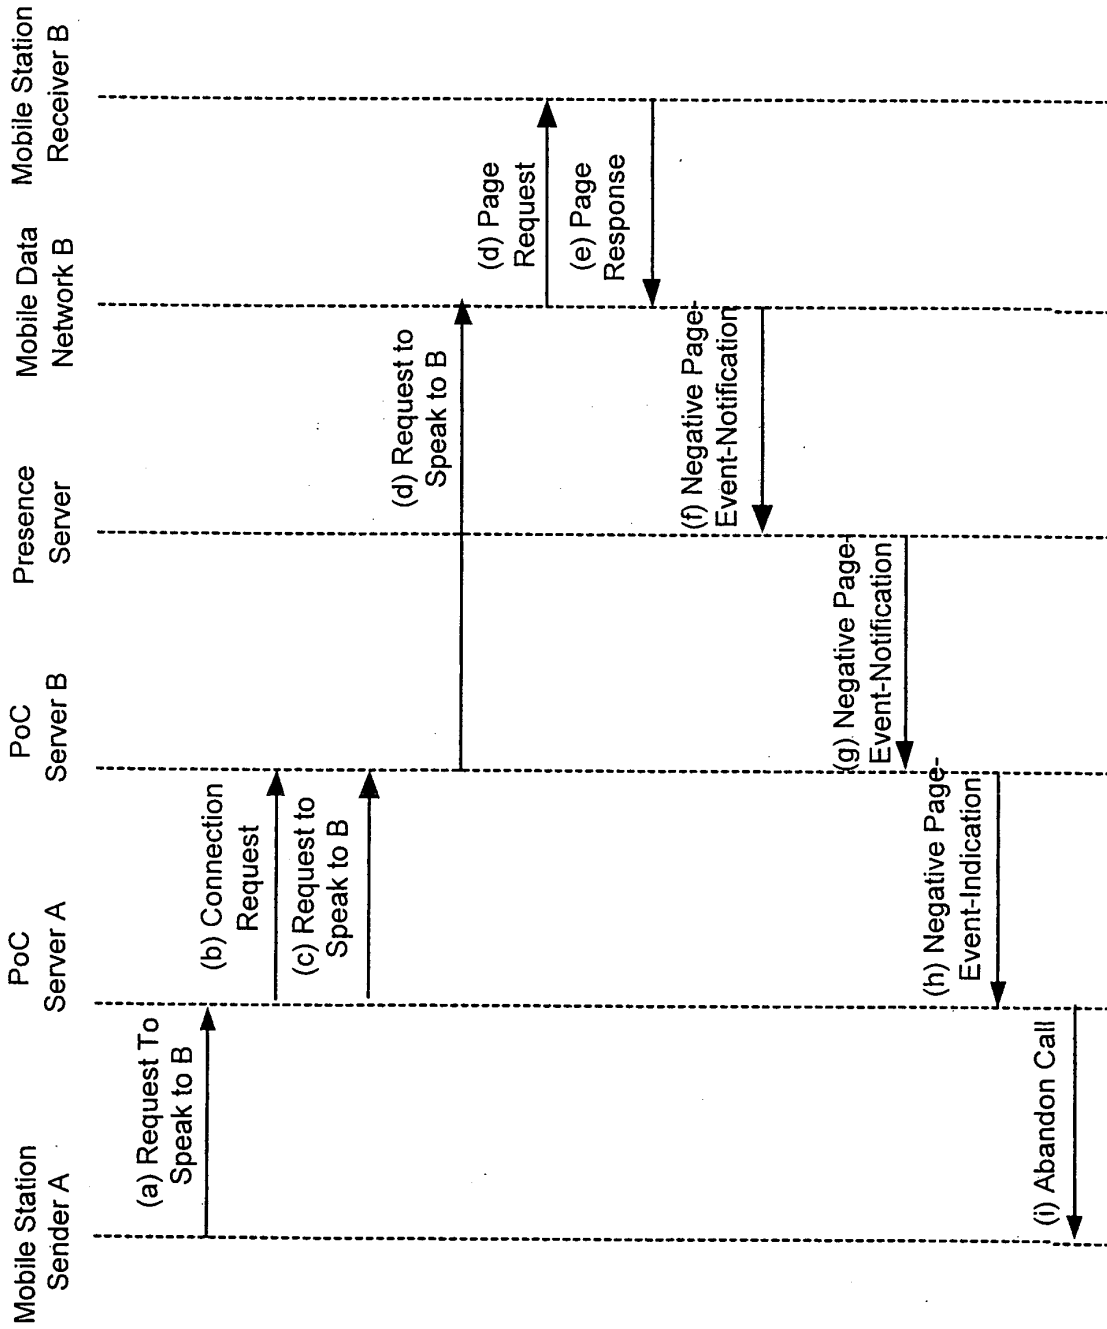 Mobile Station
Sender A
PoC
Server A
PoC
Server B
Presence
Server
Mobile Data
Network B
Mobile Station
Receiver B
(a) Request To
Speak to B
(b) Connection
Request
(c) Request to
Speak to B
(d) Request to
Speak to B
(d) Page
Request
(e) Page
Response
(f) Negative Page-
Event-Notification
(g) Negative Page-
Event-Notification
(h) Negative Page-
Event-Indication
(i) Abandon Call